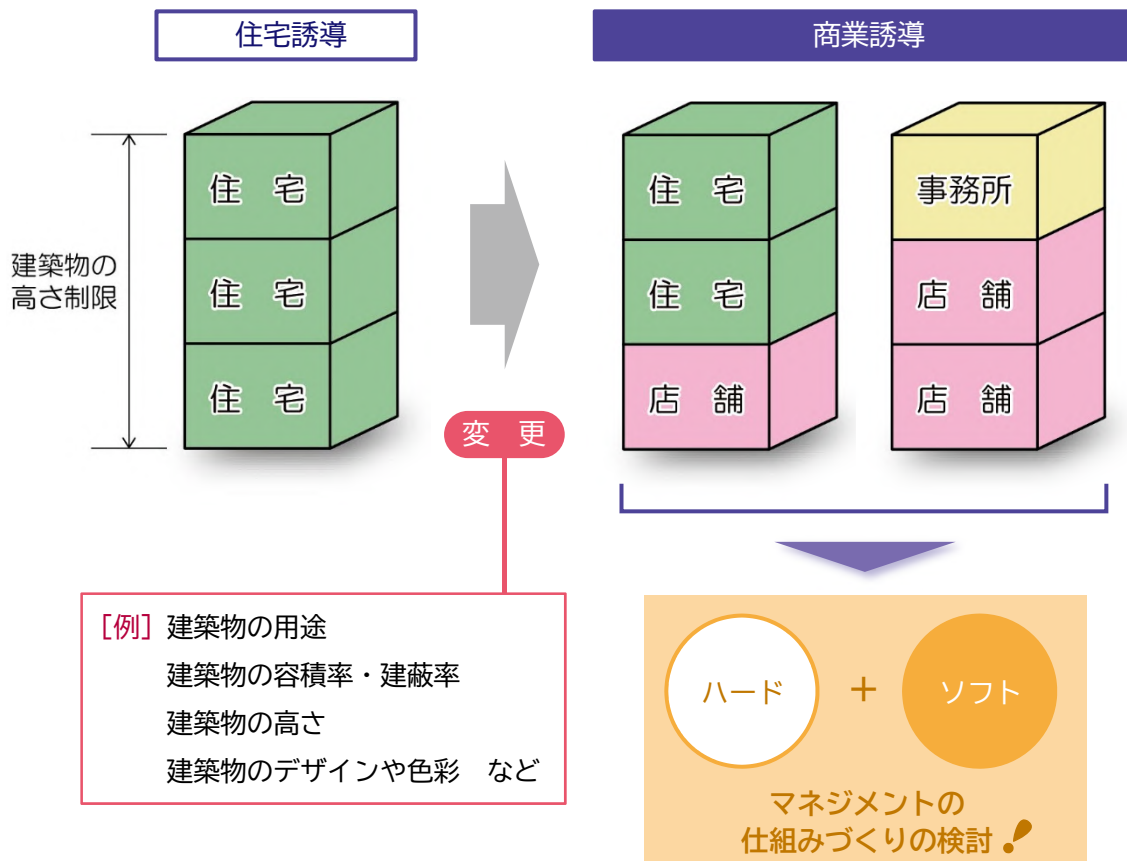 住宅誘導
商業誘導
建築物の
高さ制限
住　宅
住　宅
住　宅
住　宅
住　宅
店　舗
事務所
店　舗
店　舗
変　更
［例］建築物の用途
建築物の容積率・建蔽率
建築物の高さ
建築物のデザインや色彩　など
ハード
+
ソフト
マネジメントの
仕組みづくりの検討！